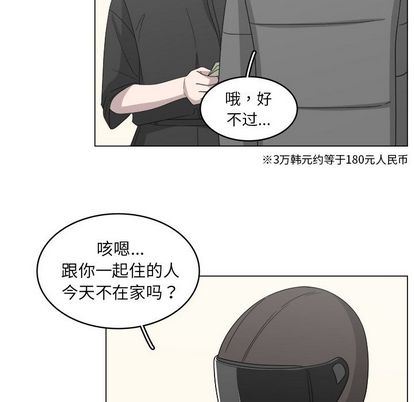 哦，好
不过...
※3万韩元约等于180元人民币
咳嗯...
跟你一起住的人
今天不在家吗？